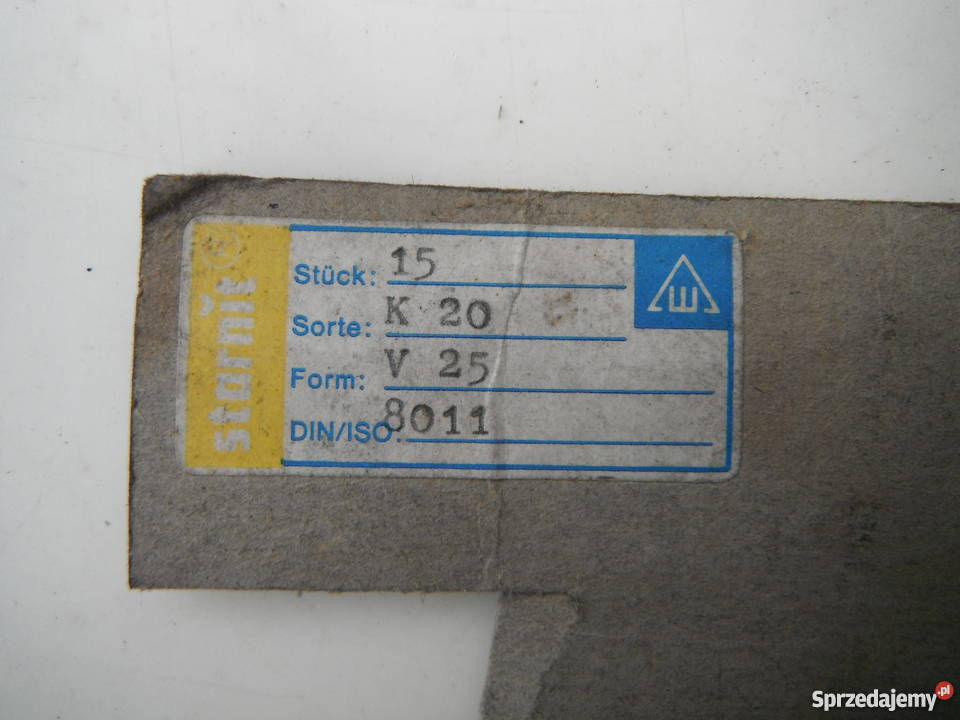 starnit®
Stück: 15
Sorte: K 20
Form: V 25
DIN/ISO: 8011
Sprzedajemy.pl